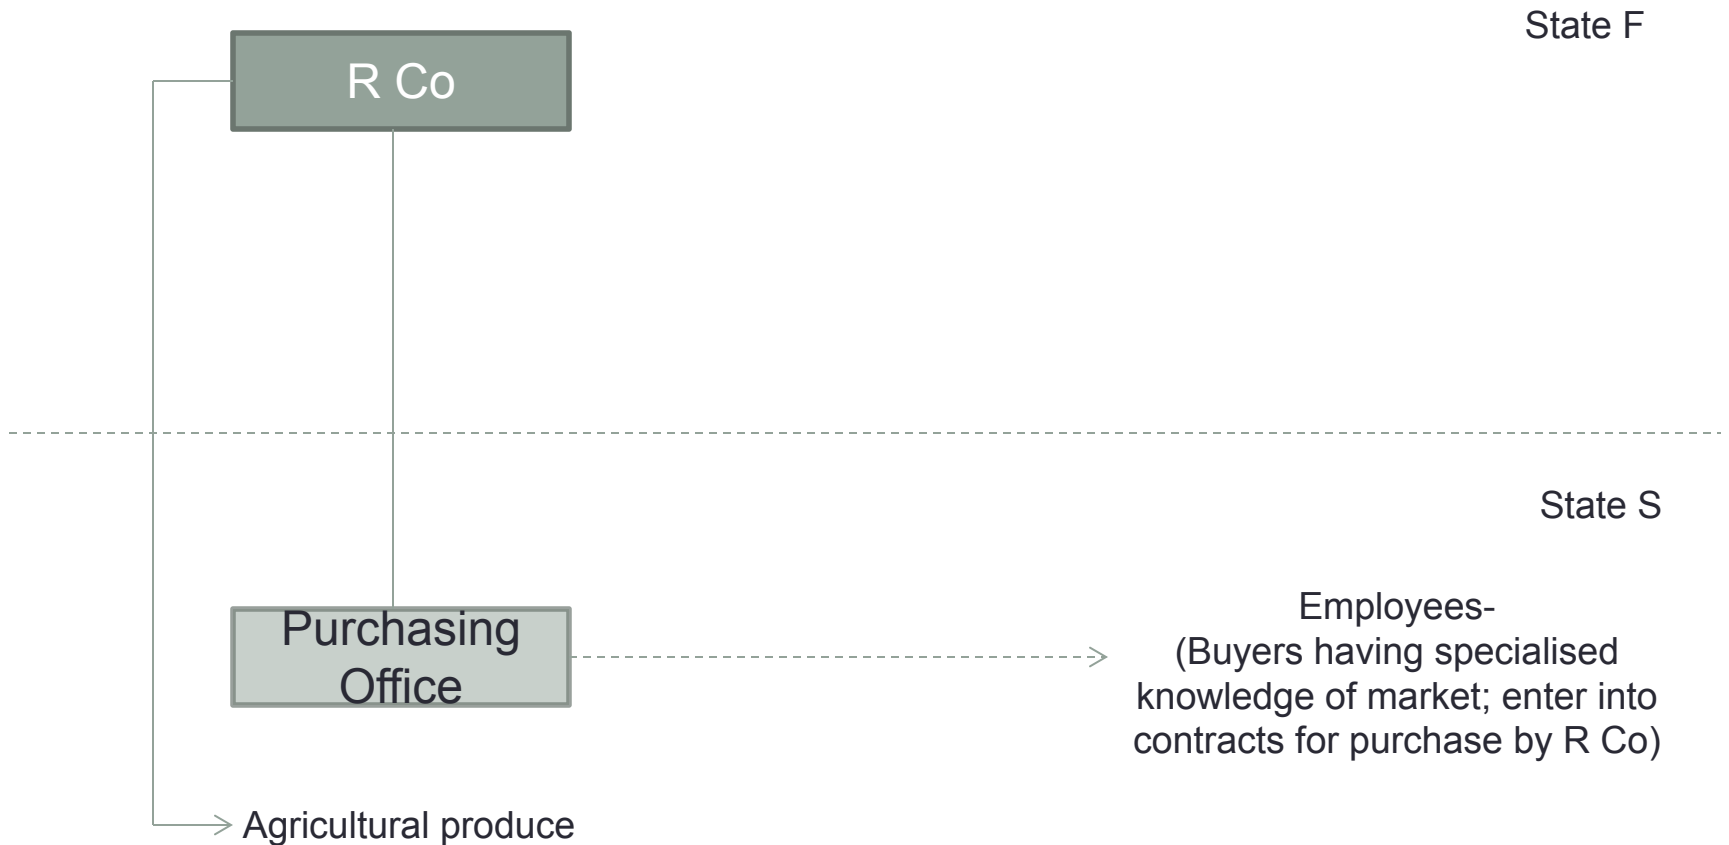 State F
R Co
State S
Purchasing
Office
Employees-
(Buyers having specialised
knowledge of market; enter into
contracts for purchase by R Co)
Agricultural produce